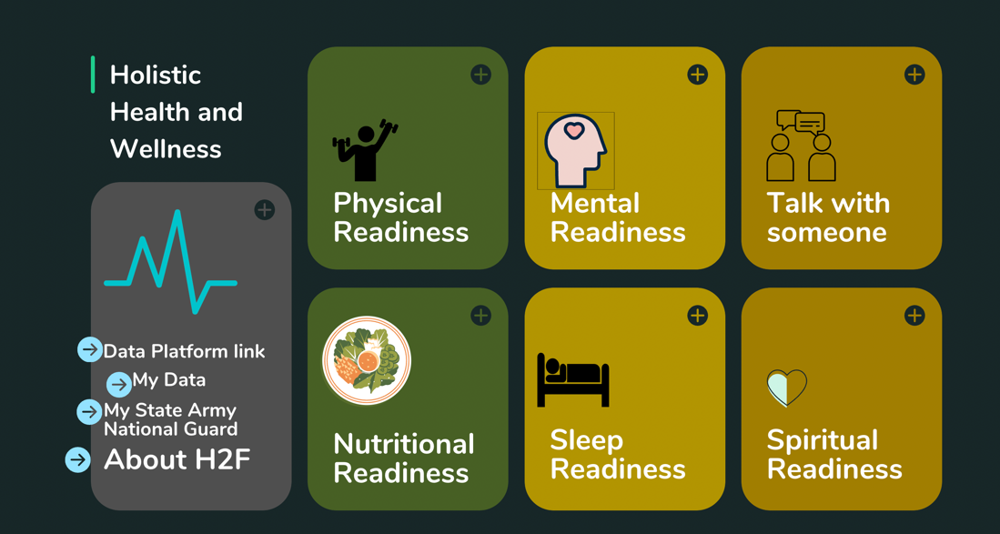 Holistic
Health and
Wellness
Data Platform link
My Data
My State Army
National Guard
About H2F
Physical
Readiness
Mental
Readiness
Talk with
someone
Nutritional
Readiness
Sleep
Readiness
Spiritual
Readiness